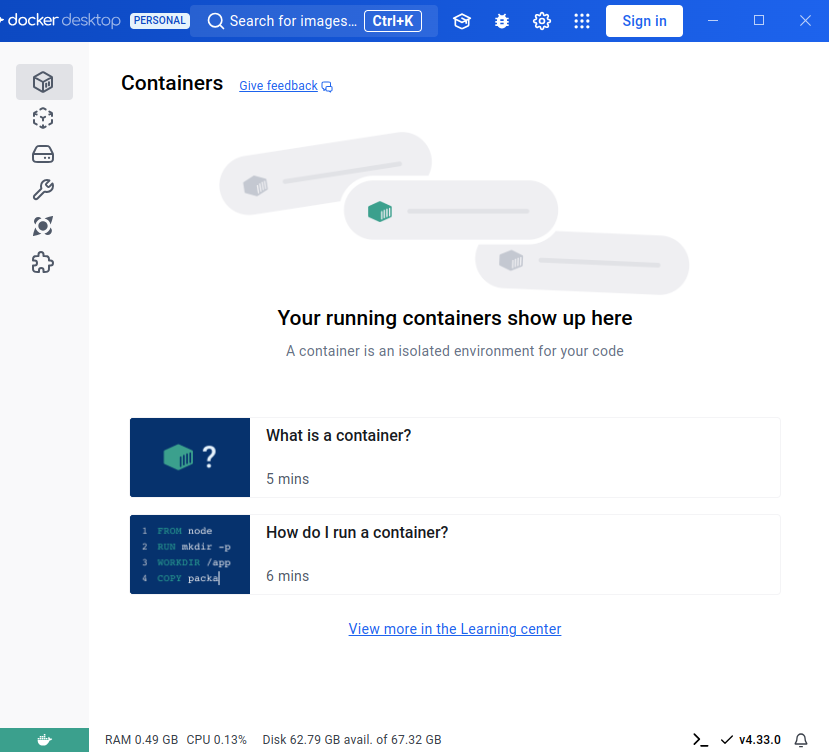 docker desktop PERSONAL Search for images... Ctrl+K Sign in
Containers Give feedback
Your running containers show up here
A container is an isolated environment for your code
? What is a container?
5 mins
1 FROM node
2 RUN mkdir -p
3 WORKDIR /app
4 COPY packa
How do I run a container?
6 mins
View more in the Learning center
RAM 0.49 GB CPU 0.13% Disk 62.79 GB avail. of 67.32 GB v4.33.0